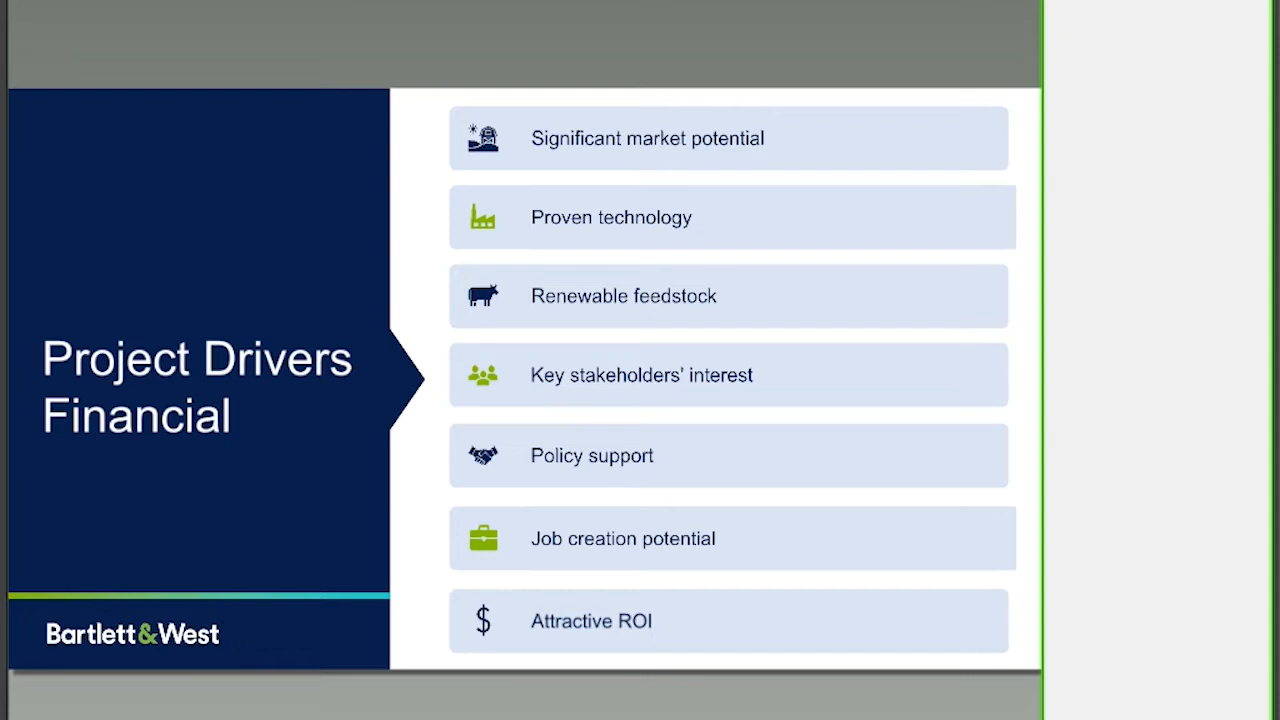 Project Drivers
Financial
Bartlett&West
Significant market potential
Proven technology
Renewable feedstock
Key stakeholders' interest
Policy support
Job creation potential
$ Attractive ROI